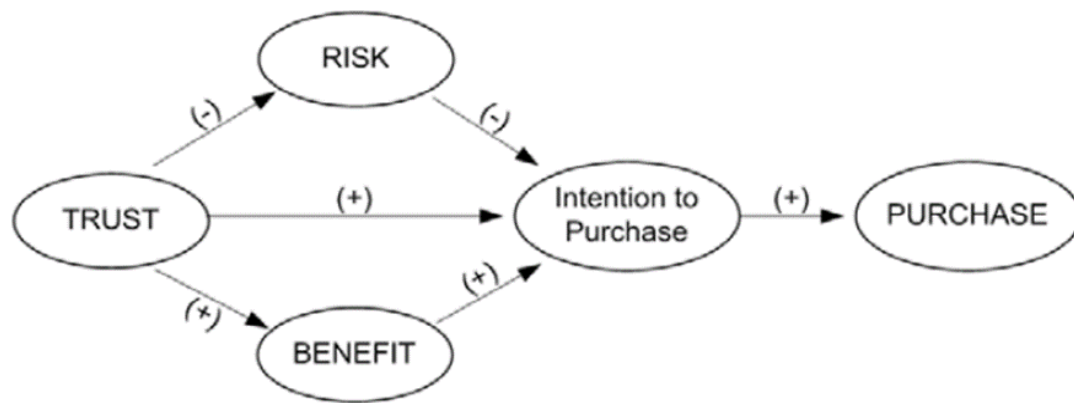 RISK
(-)
(-)
TRUST
(+)
Intention to
Purchase
(+)
PURCHASE
(+)
(+)
BENEFIT